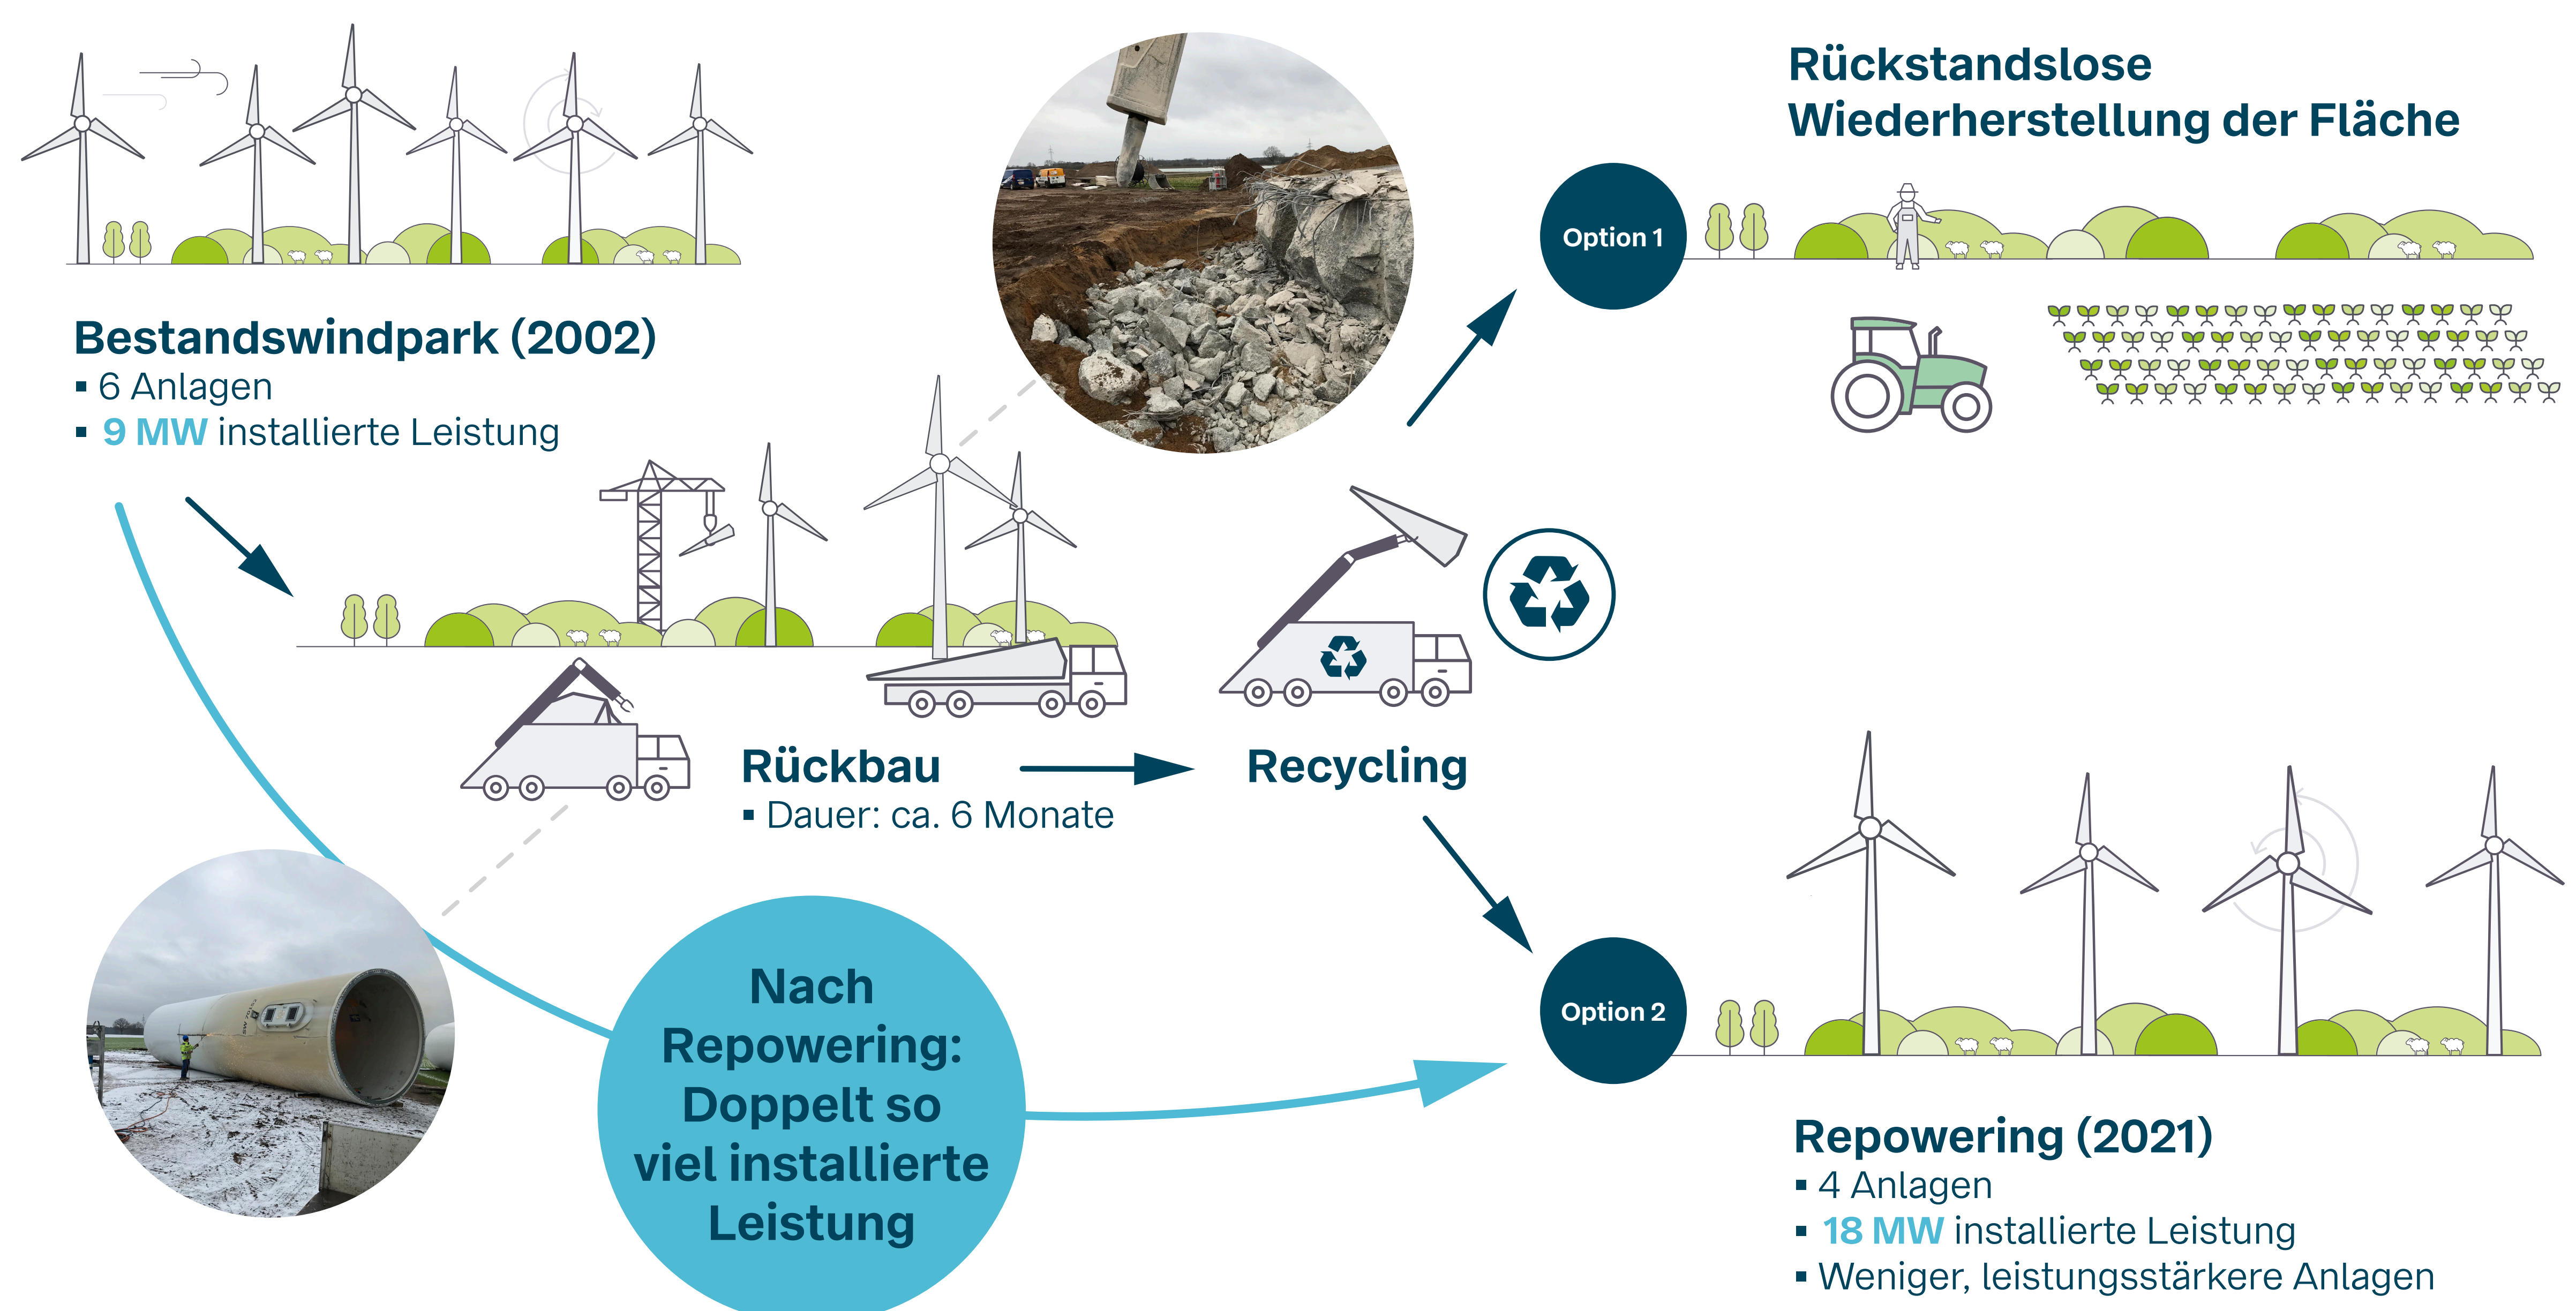 Rückstandslose
Wiederherstellung der Fläche
Option 1
Bestandswindpark (2002)
▪ 6 Anlagen
▪ 9 MW installierte Leistung
Rückbau
▪ Dauer: ca. 6 Monate
Recycling
Nach
Repowering:
Doppelt so
viel installierte
Leistung
Option 2
Repowering (2021)
▪ 4 Anlagen
▪ 18 MW installierte Leistung
▪ Weniger, leistungsstärkere Anlagen